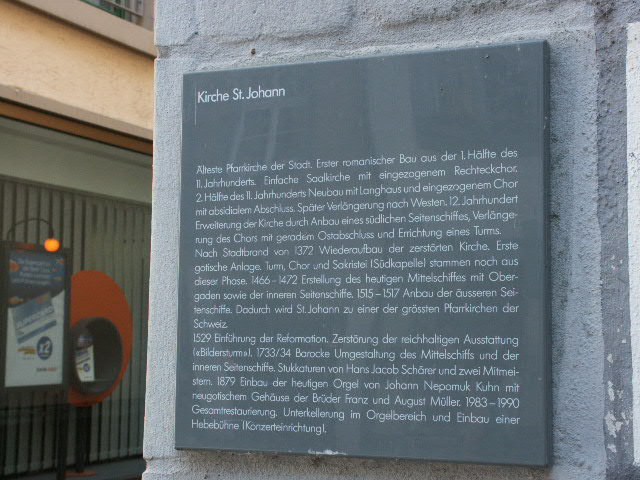 Kirche St. Johann
Älteste Pfarrkirche der Stadt. Erster romanischer Bau aus der 1. Hälfte des
11. Jahrhunderts. Einfache Saalkirche mit eingezogenem Rechteckchor.
2. Hälfte des 11. Jahrhunderts Neubau mit Langhaus und eingezogenem Chor
mit absidialem Abschluss. Später Verlängerung nach Westen. 12. Jahrhundert
Erweiterung der Kirche durch Anbau eines südlichen Seitenschiffes, Verlänge-
rung des Chors mit geradem Ostabschluss und Errichtung eines Turms.
Nach Stadtbrand von 1372 Wiederaufbau der zerstörten Kirche. Erste
gotische Anlage. Turm, Chor und Sakristei (Südkapelle) stammen noch aus
dieser Phase. 1466–1472 Erstellung des heutigen Mittelschiffes mit Ober-
gaden sowie der inneren Seitenschiffe. 1515–1517 Anbau der äusseren Sei-
tenschiffe. Dadurch wird St. Johann zu einer der grössten Pfarrkirchen der
Schweiz.
1529 Einführung der Reformation. Zerstörung der reichhaltigen Ausstattung
(«Bildersturm»). 1733/34 Barocke Umgestaltung des Mittelschiffs und der
inneren Seitenschiffe. Stukkaturen von Hans Jacob Schärer und zwei Mitmei-
stern. 1879 Einbau der heutigen Orgel von Johann Nepomuk Kuhn mit
neugotischem Gehäuse der Brüder Franz und August Müller. 1983–1990
Gesamtrestaurierung. Unterkellerung im Orgelbereich und Einbau einer
Hebebühne (Konzerteinrichtung).
x2